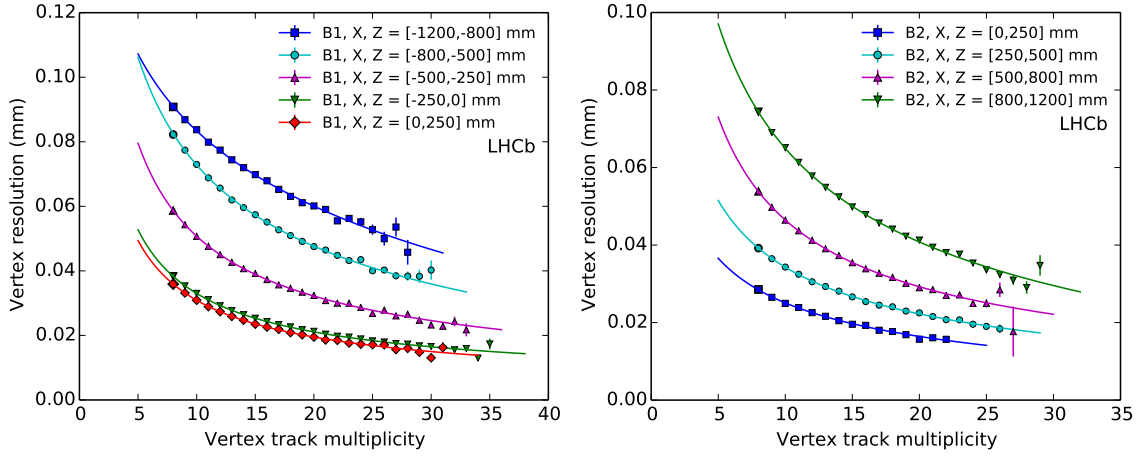 0.12
0.10
0.08
0.06
0.04
0.02
0.00
Vertex resolution (mm)
B1, X, Z = [-1200,-800] mm
B1, X, Z = [-800,-500] mm
B1, X, Z = [-500,-250] mm
B1, X, Z = [-250,0] mm
B1, X, Z = [0,250] mm
LHCb
0 5 10 15 20 25 30 35 40
Vertex track multiplicity
0.10
0.08
0.06
0.04
0.02
0.00
Vertex resolution (mm)
B2, X, Z = [0,250] mm
B2, X, Z = [250,500] mm
B2, X, Z = [500,800] mm
B2, X, Z = [800,1200] mm
LHCb
0 5 10 15 20 25 30 35
Vertex track multiplicity